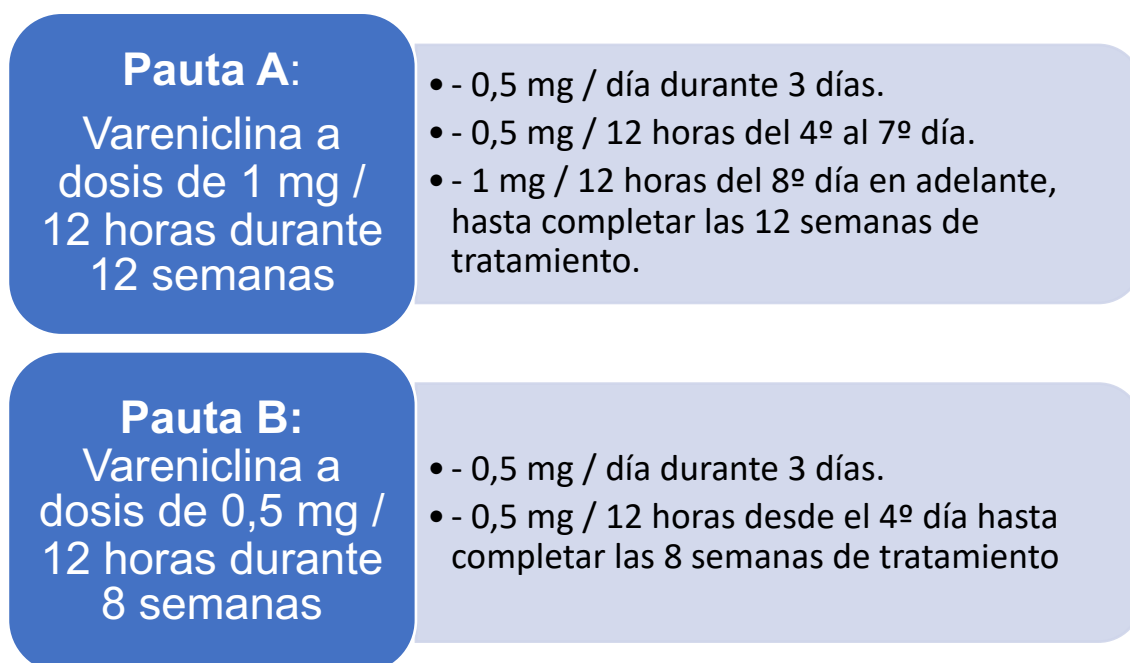 Pauta A:
Vareniclina a
dosis de 1 mg /
12 horas durante
12 semanas
• - 0,5 mg / día durante 3 días.
• - 0,5 mg / 12 horas del 4º al 7º día.
• - 1 mg / 12 horas del 8º día en adelante,
hasta completar las 12 semanas de
tratamiento.
Pauta B:
Vareniclina a
dosis de 0,5 mg /
12 horas durante
8 semanas
• - 0,5 mg / día durante 3 días.
• - 0,5 mg / 12 horas desde el 4º día hasta
completar las 8 semanas de tratamiento